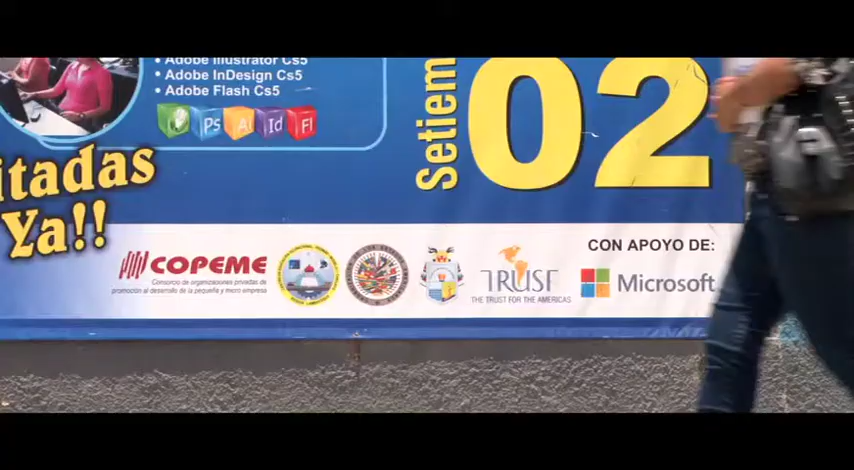 • Adobe Illustrator Cs5
• Adobe InDesign Cs5
• Adobe Flash Cs5
Ps Ai Id Fl
itadas
Ya!!
Setiem
02
COPEME
Consorcio de organizaciones privadas de
promoción al desarrollo de la pequeña y micro empresa
TRUST
THE TRUST FOR THE AMERICAS
CON APOYO DE:
Microsoft